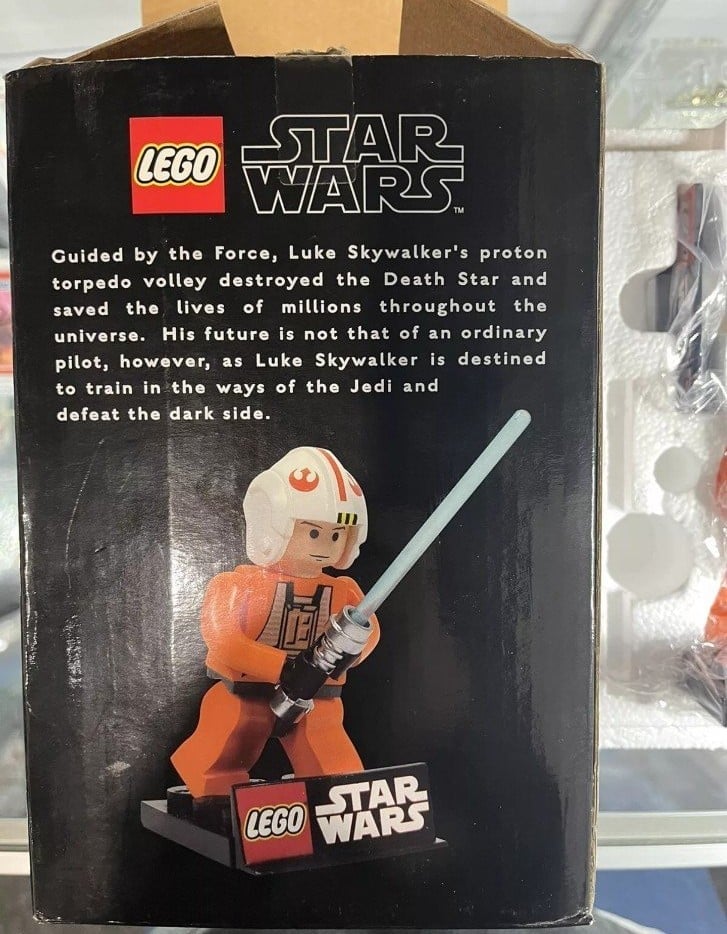 LEGO
STAR
WARS
TM
Guided by the Force, Luke Skywalker's proton
torpedo volley destroyed the Death Star and
saved the lives of millions throughout the
universe. His future is not that of an ordinary
pilot, however, as Luke Skywalker is destined
to train in the ways of the Jedi and
defeat the dark side.
LEGO
STAR
WARS